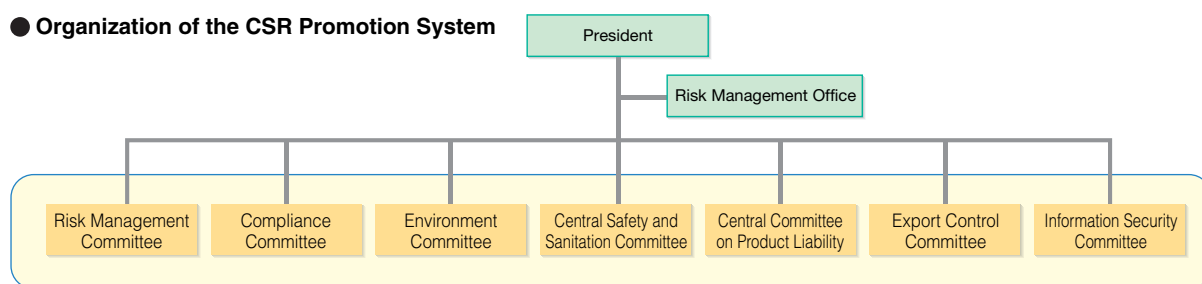 ● Organization of the CSR Promotion System
President
Risk Management Office
Risk Management
Committee
Compliance
Committee
Environment
Committee
Central Safety and
Sanitation Committee
Central Committee
on Product Liability
Export Control
Committee
Information Security
Committee